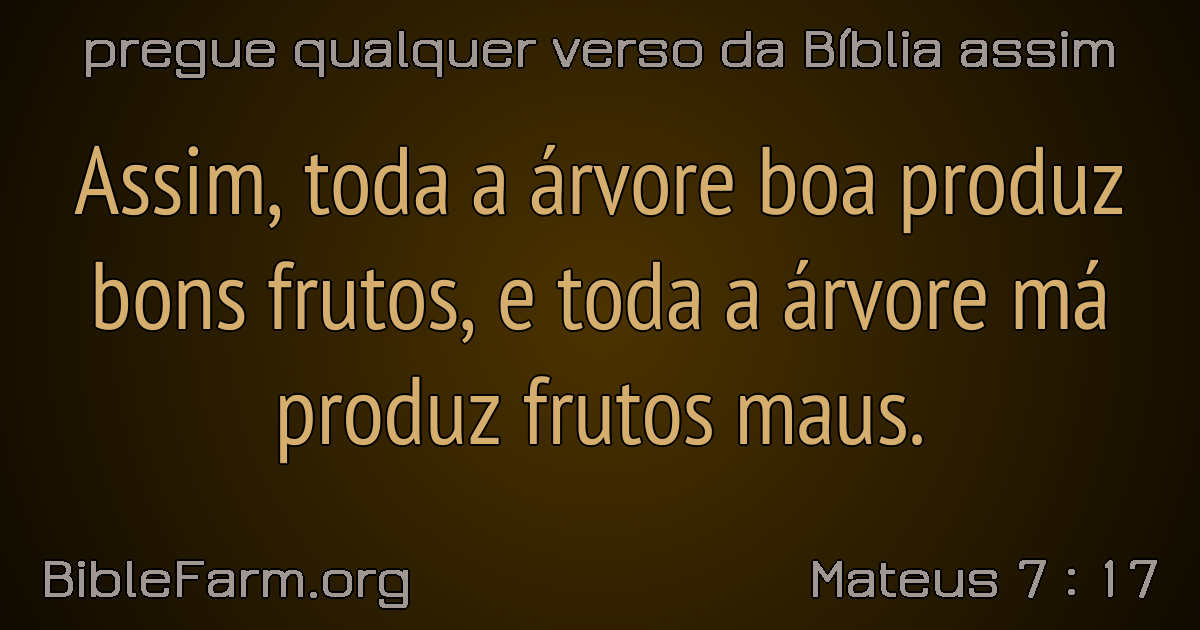 pregue qualquer verso da Bíblia assim
Assim, toda a árvore boa produz
bons frutos, e toda a árvore má
produz frutos maus.
BibleFarm.org
Mateus 7 : 17